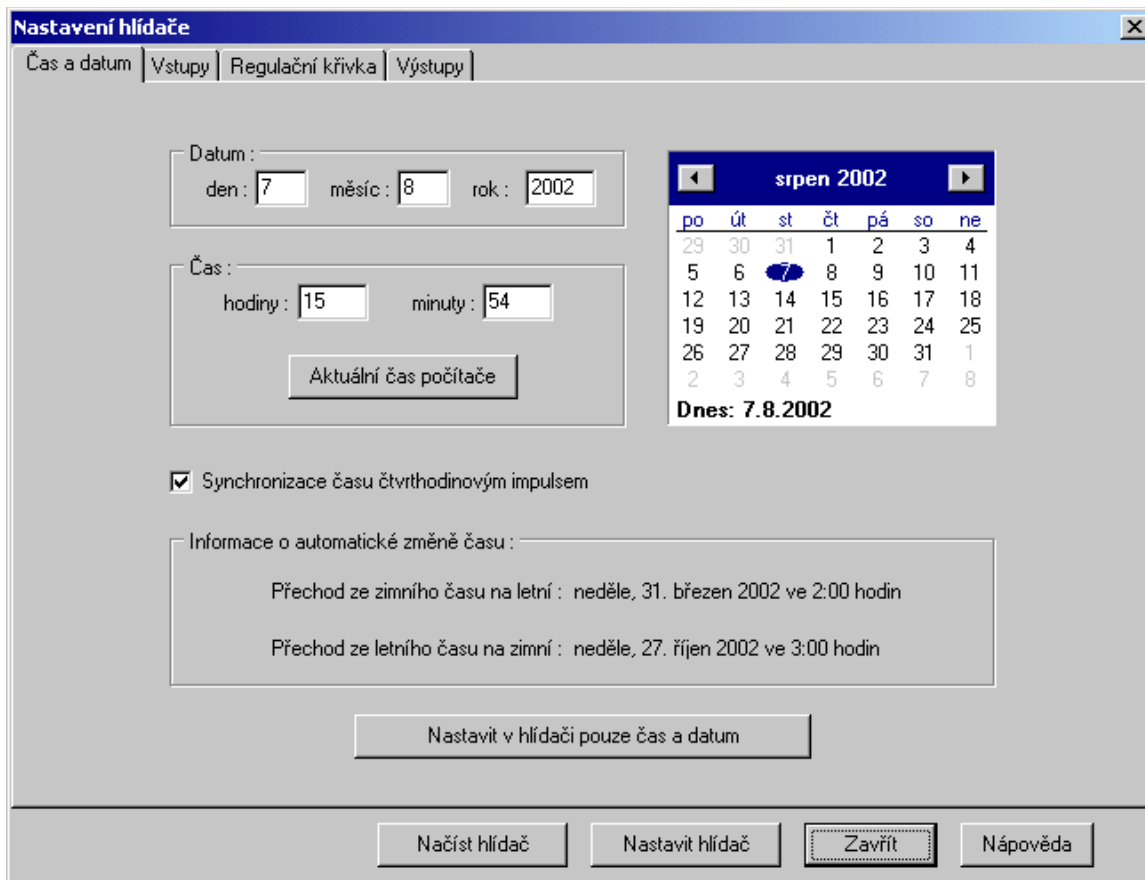 Nastavení hlídače
Čas a datum Vstupy Regulační křivka Výstupy
Datum :
den : 7 měsíc : 8 rok : 2002
Čas :
hodiny : 15 minuty : 54
Aktuální čas počítače
srpen 2002
po út st čt pá so ne
29 30 31 1 2 3 4
5 6 7 8 9 10 11
12 13 14 15 16 17 18
19 20 21 22 23 24 25
26 27 28 29 30 31 1
2 3 4 5 6 7 8
Dnes: 7.8.2002
Synchronizace času čtvrthodinovým impulsem
Informace o automatické změně času :
Přechod ze zimního času na letní : neděle, 31. březen 2002 ve 2:00 hodin
Přechod ze letního času na zimní : neděle, 27. říjen 2002 ve 3:00 hodin
Nastavit v hlídači pouze čas a datum
Načíst hlídač Nastavit hlídač Zavřít Nápověda